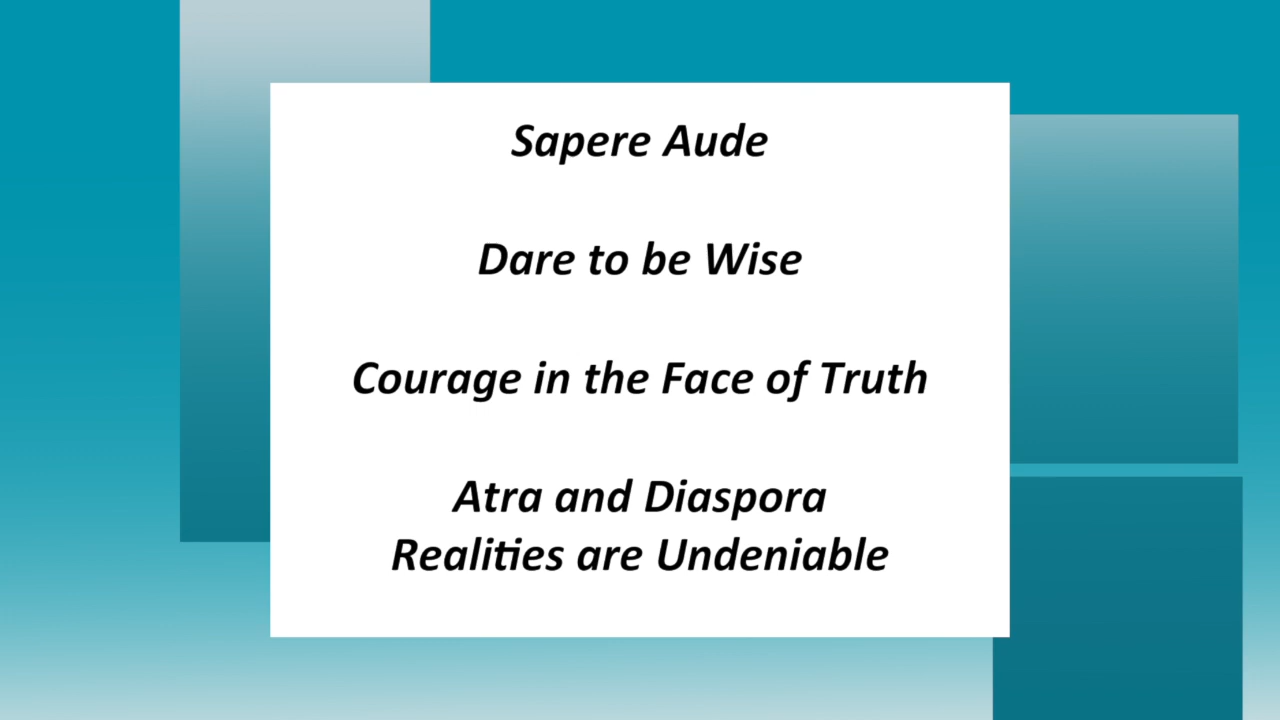 Sapere Aude
Dare to be Wise
Courage in the Face of Truth
Atra and Diaspora
Realities are Undeniable